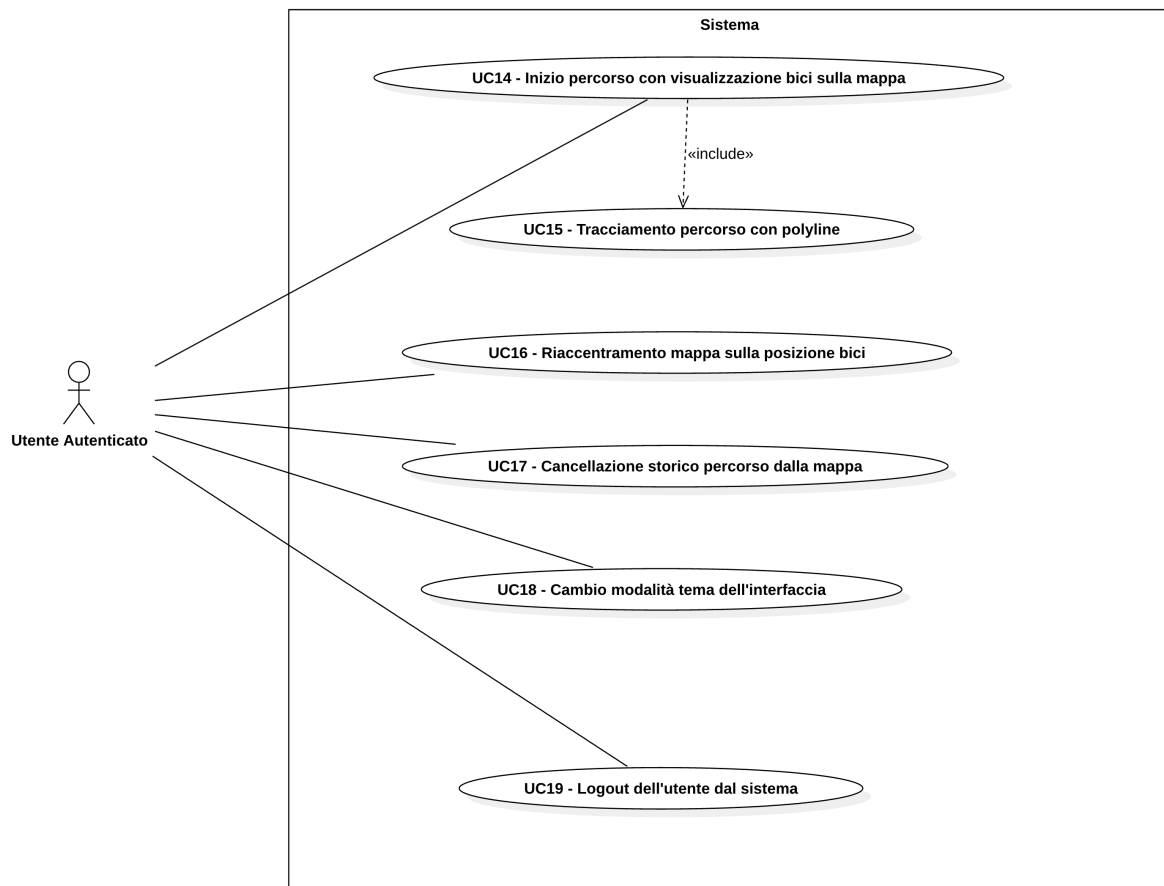 Sistema
UC14 - Inizio percorso con visualizzazione bici sulla mappa
«include»
UC15 - Tracciamento percorso con polyline
UC16 - Riaccentramento mappa sulla posizione bici
Utente Autenticato
UC17 - Cancellazione storico percorso dalla mappa
UC18 - Cambio modalità tema dell'interfaccia
UC19 - Logout dell'utente dal sistema